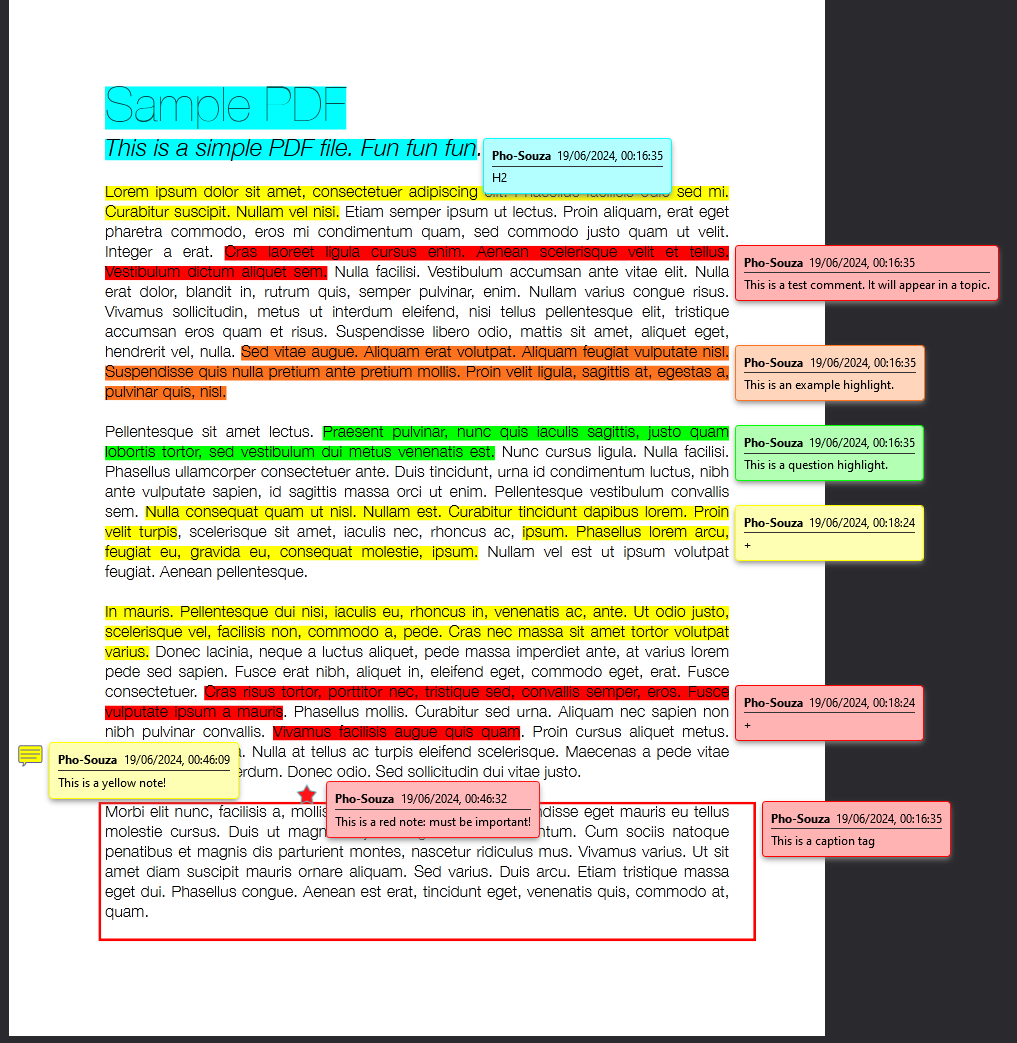 Sample PDF
This is a simple PDF file. Fun fun fun.
Pho-Souza 19/06/2024, 00:16:35
H2
Lorem ipsum dolor sit amet, consectetuer adipiscing elit. Phasellus facilisis odio sed mi.
Curabitur suscipit. Nullam vel nisi. Etiam semper ipsum ut lectus. Proin aliquam, erat eget
pharetra commodo, eros mi condimentum quam, sed commodo justo quam ut velit.
Integer a erat. Cras laoreet ligula cursus enim. Aenean scelerisque velit et tellus.
Vestibulum dictum aliquet sem. Nulla facilisi. Vestibulum accumsan ante vitae elit. Nulla
erat dolor, blandit in, rutrum quis, semper pulvinar, enim. Nullam varius congue risus.
Vivamus sollicitudin, metus ut interdum eleifend, nisi tellus pellentesque elit, tristique
accumsan eros quam et risus. Suspendisse libero odio, mattis sit amet, aliquet eget,
hendrerit vel, nulla. Sed vitae augue. Aliquam erat volutpat. Aliquam feugiat vulputate nisl.
Suspendisse quis nulla pretium ante pretium mollis. Proin velit ligula, sagittis at, egestas a,
pulvinar quis, nisl.
Pho-Souza 19/06/2024, 00:16:35
This is a test comment. It will appear in a topic.
Pho-Souza 19/06/2024, 00:16:35
This is an example highlight.
Pellentesque sit amet lectus. Praesent pulvinar, nunc quis iaculis sagittis, justo quam
lobortis tortor, sed vestibulum dui metus venenatis est. Nunc cursus ligula. Nulla facilisi.
Phasellus ullamcorper consectetuer ante. Duis tincidunt, urna id condimentum luctus, nibh
ante vulputate sapien, id sagittis massa orci ut enim. Pellentesque vestibulum convallis
sem. Nulla consequat quam ut nisl. Nullam est. Curabitur tincidunt dapibus lorem. Proin
velit turpis, scelerisque sit amet, iaculis nec, rhoncus ac, ipsum. Phasellus lorem arcu,
feugiat eu, gravida eu, consequat molestie, ipsum. Nullam vel est ut ipsum volutpat
feugiat. Aenean pellentesque.
Pho-Souza 19/06/2024, 00:16:35
This is a question highlight.
Pho-Souza 19/06/2024, 00:18:24
+
In mauris. Pellentesque dui nisi, iaculis eu, rhoncus in, venenatis ac, ante. Ut odio justo,
scelerisque vel, facilisis non, commodo a, pede. Cras nec massa sit amet tortor volutpat
varius. Donec lacinia, neque a luctus aliquet, pede massa imperdiet ante, at varius lorem
pede sed sapien. Fusce erat nibh, aliquet in, eleifend eget, commodo eget, erat. Fusce
consectetuer. Cras risus tortor, porttitor nec, tristique sed, convallis semper, eros. Fusce
vulputate ipsum a mauris. Phasellus mollis. Curabitur sed urna. Aliquam nec sapien non
nibh pulvinar convallis. Vivamus facilisis augue quis quam. Proin cursus aliquet metus.
Nulla at tellus ac turpis eleifend scelerisque. Maecenas a pede vitae
Donec odio. Sed sollicitudin dui vitae justo.
Pho-Souza 19/06/2024, 00:18:24
+
Pho-Souza 19/06/2024, 00:46:09
This is a yellow note!
Pho-Souza 19/06/2024, 00:46:32
This is a red note: must be important!
Morbi elit nunc, facilisis a, mollis eget mauris eu tellus
molestie cursus. Duis ut Cum sociis natoque
penatibus et magnis dis parturient montes, nascetur ridiculus mus. Vivamus varius. Ut sit
amet diam suscipit mauris ornare aliquam. Sed varius. Duis arcu. Etiam tristique massa
eget dui. Phasellus congue. Aenean est erat, tincidunt eget, venenatis quis, commodo at,
quam.
Pho-Souza 19/06/2024, 00:16:35
This is a caption tag